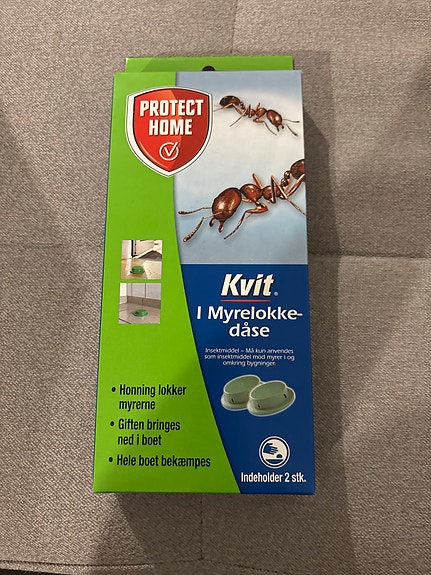 PROTECT
HOME
Kvit®
I Myrelokke-
dåse
Insektmiddel – Må kun anvendes
som insektmiddel mod myrer i og
omkring bygninger.
• Honning lokker
myrerne
• Giften bringes
ned i boet
• Hele boet bekæmpes
Indeholder 2 stk.